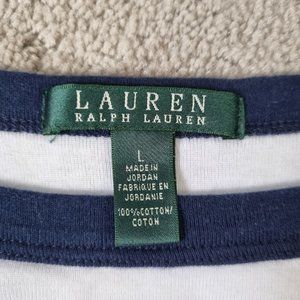 LAUREN
RALPH LAUREN
L
MADE IN
JORDAN
FABRIQUE EN
JORDANIE
100%COTTON/
COTON